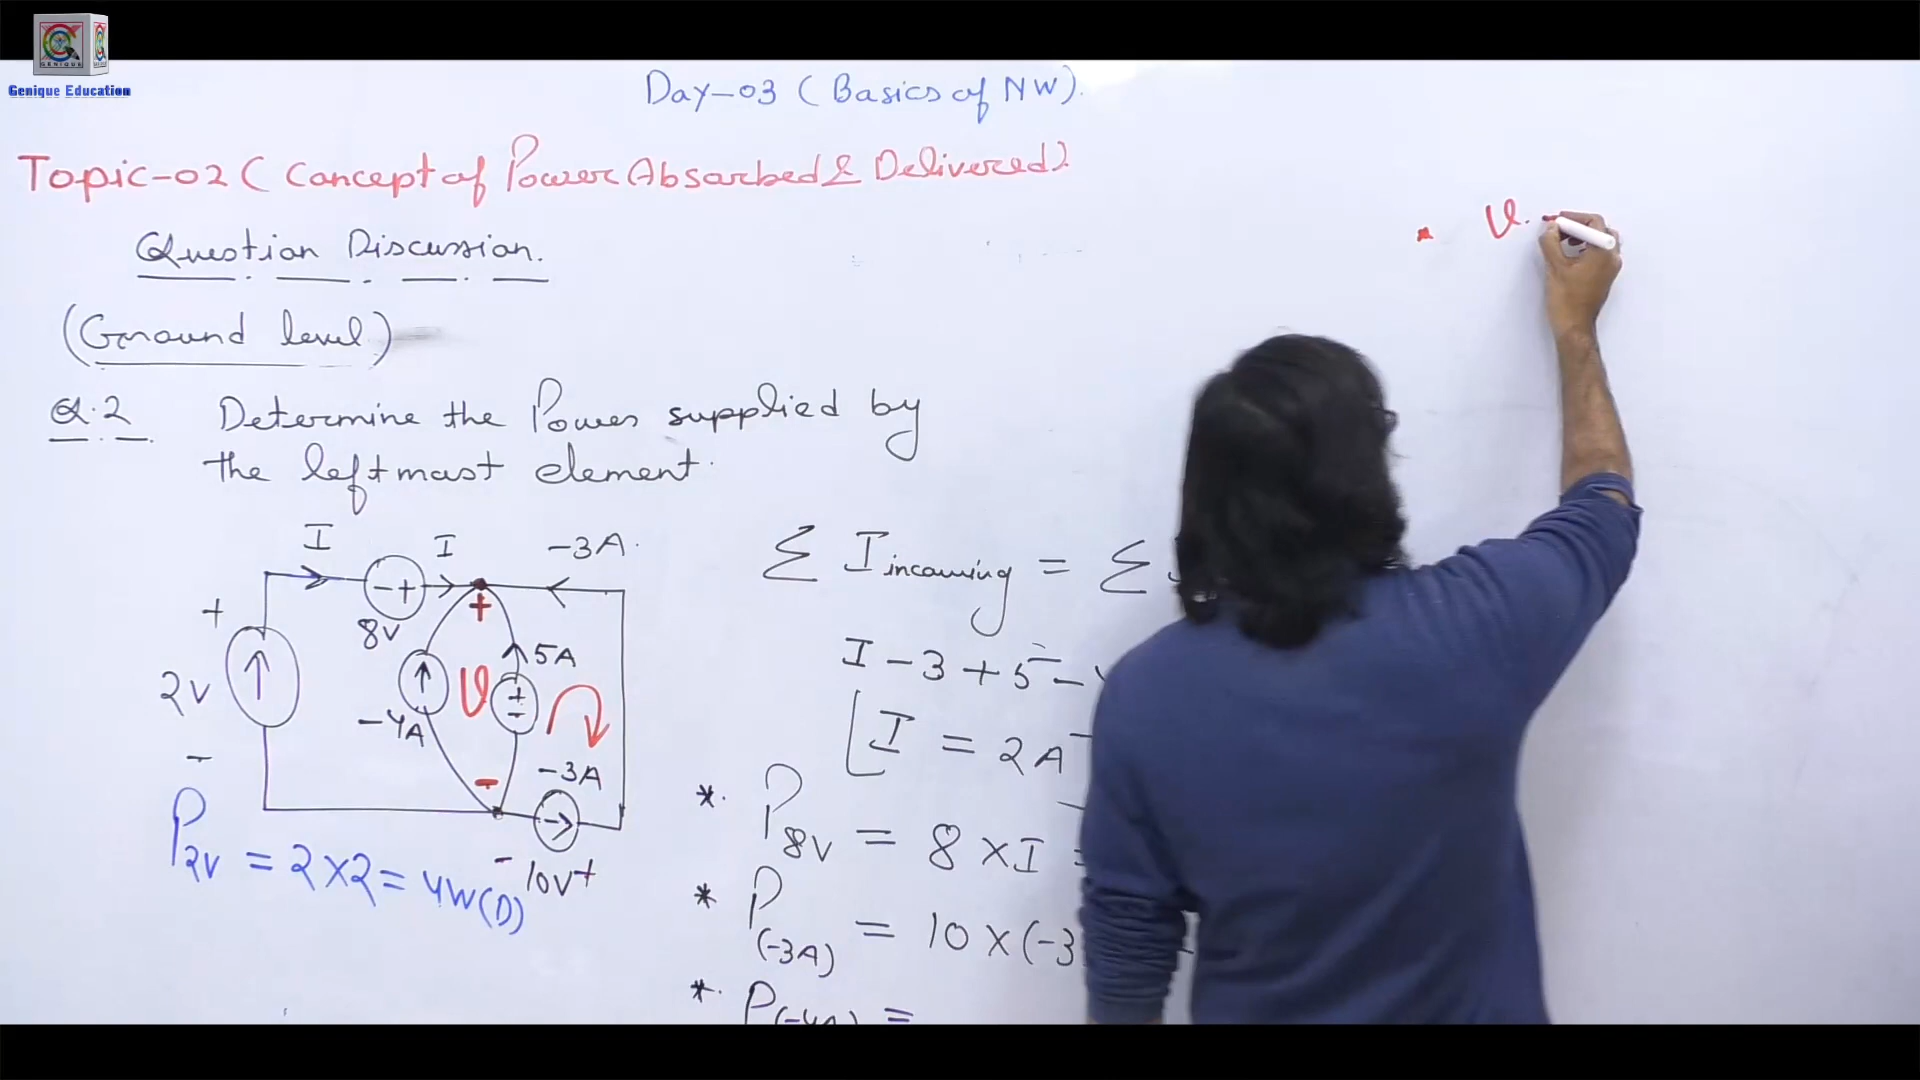 GENIQUE
Genique Education
Day-03 (Basics of NW).
Topic-02 (Concept of Power Absorbed & Delivered).
Question Discussion.
(Ground level)
Q.2 Determine the Power supplied by
the leftmost element.
I
I
-3A.
+
- +
8V
+
2V
V
5A
+
-
-4A
-
-
-3A
- 10V +
P2V = 2 × 2 = 4W(D)
Σ Iincoming = Σ
I - 3 + 5 -
I = 2A
* P8V = 8 × I =
* P(-3A) = 10 × (-3
* P(-4A) =
V